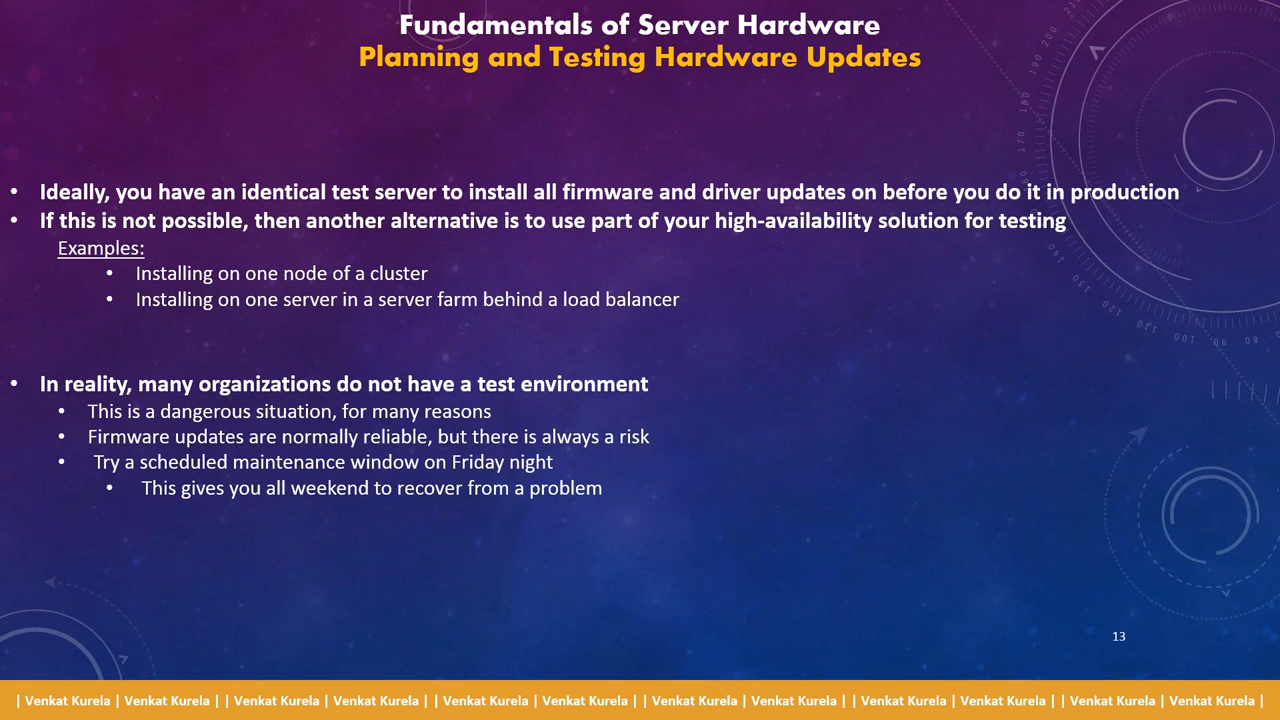 Fundamentals of Server Hardware
Planning and Testing Hardware Updates
• Ideally, you have an identical test server to install all firmware and driver updates on before you do it in production
• If this is not possible, then another alternative is to use part of your high-availability solution for testing
Examples:
• Installing on one node of a cluster
• Installing on one server in a server farm behind a load balancer
• In reality, many organizations do not have a test environment
• This is a dangerous situation, for many reasons
• Firmware updates are normally reliable, but there is always a risk
• Try a scheduled maintenance window on Friday night
• This gives you all weekend to recover from a problem
13
| Venkat Kurela | Venkat Kurela | | Venkat Kurela | Venkat Kurela | | Venkat Kurela | Venkat Kurela | | Venkat Kurela | Venkat Kurela | | Venkat Kurela | Venkat Kurela | | Venkat Kurela | Venkat Kurela |